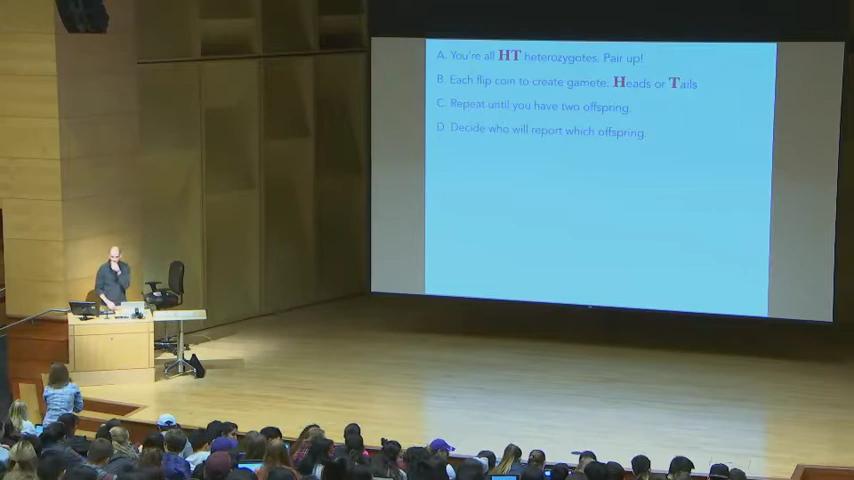 A. You're all HT heterozygotes. Pair up!
B. Each flip coin to create gamete. Heads or Tails
C. Repeat until you have two offspring.
D. Decide who will report which offspring.